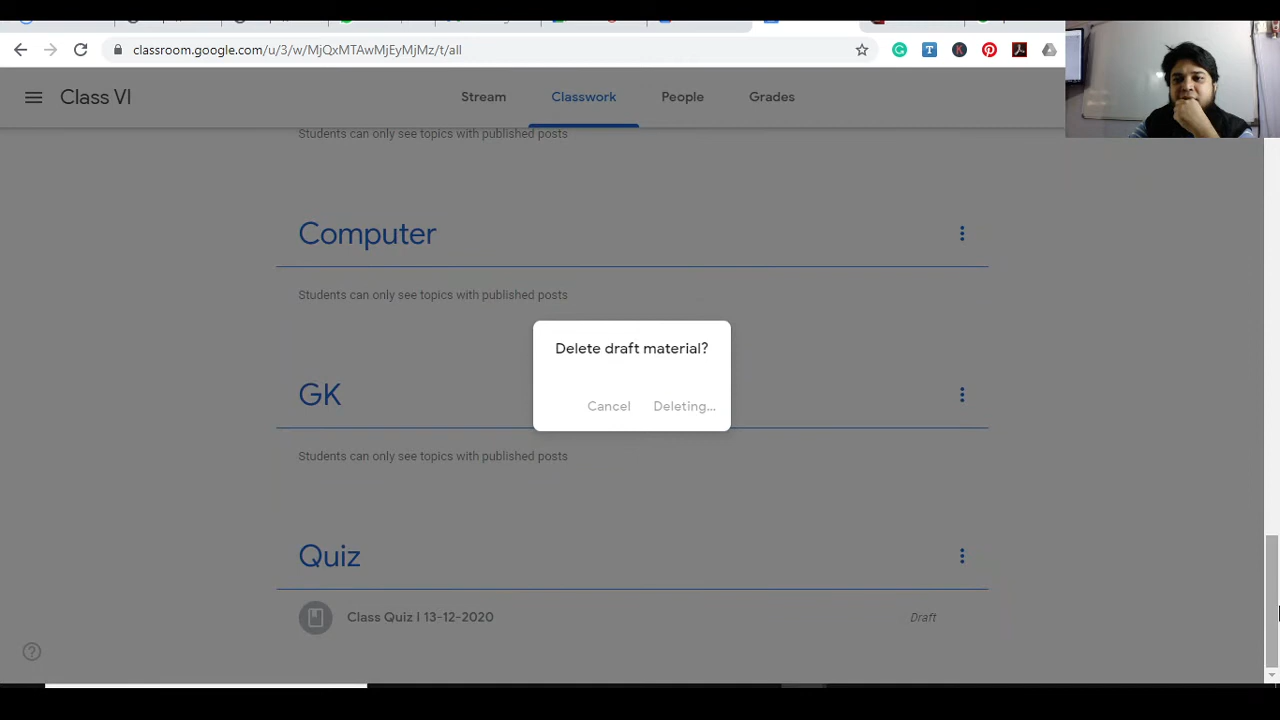 classroom.google.com/u/3/w/MjQxMTAwMjEyMjMz/t/all
Class VI
Stream
Classwork
People
Grades
Students can only see topics with published posts
Computer
Students can only see topics with published posts
Delete draft material?
Cancel
Deleting...
GK
Students can only see topics with published posts
Quiz
Class Quiz I 13-12-2020
Draft